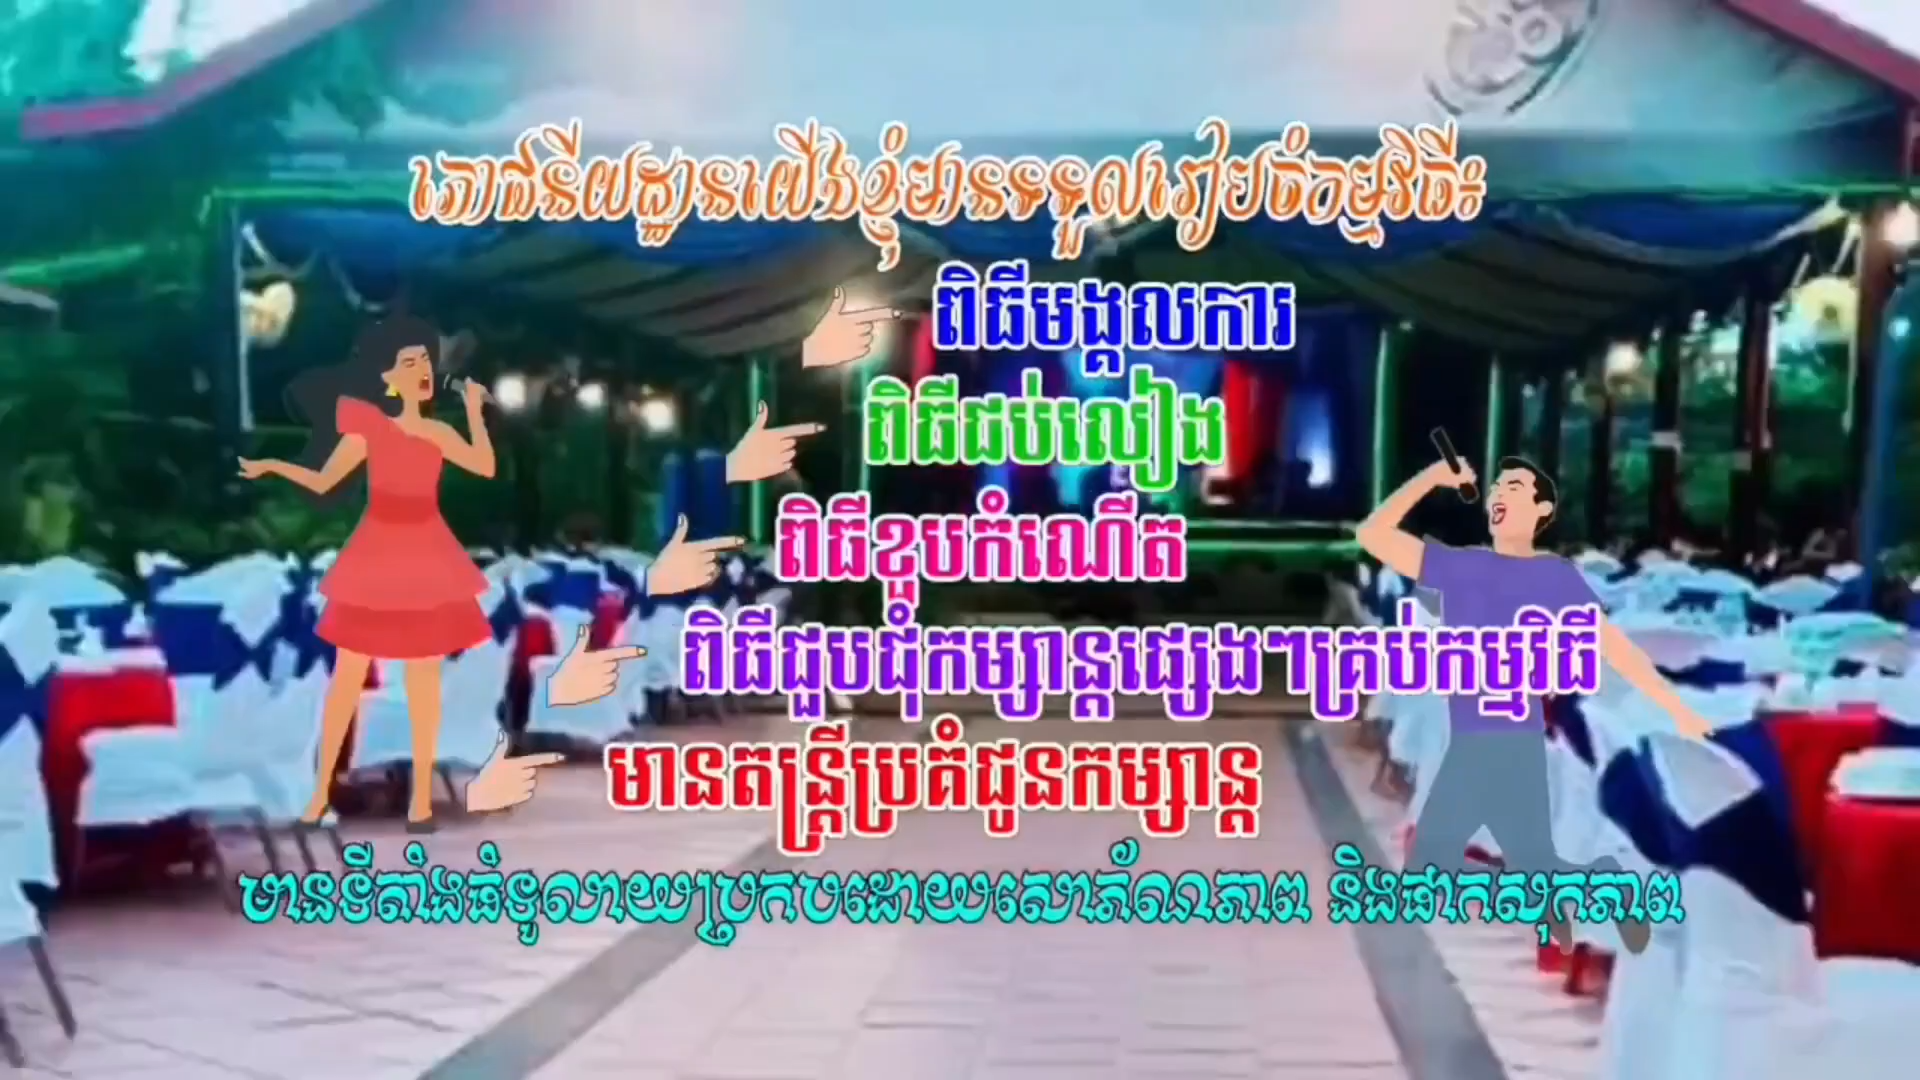 ភោជនីយដ្ឋានយើងខ្ញុំមានទទួលរៀបចំកម្មវិធី៖
ពិធីមង្គលការ
ពិធីជប់លៀង
ពិធីខួបកំណើត
ពិធីជួបជុំកម្សាន្តផ្សេងៗគ្រប់កម្មវិធី
មានតន្ត្រីប្រគំជូនកម្សាន្ត
មានទីតាំងធំទូលាយប្រកបដោយសោភ័ណភាព និងផាកសុកភាព